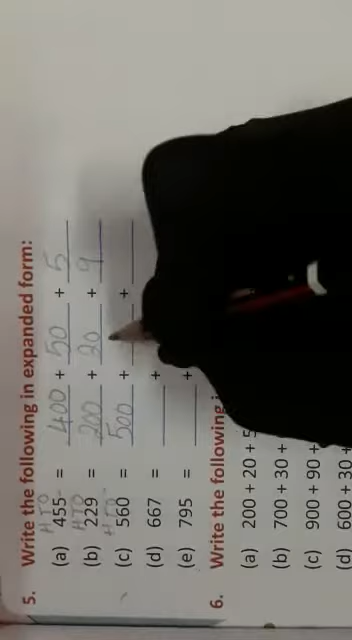 5. Write the following in expanded form:
H T O
(a) 455 = 400 + 50 + 5
H T O
(b) 229 = 200 + 20 + 9
H T O
(c) 560 = 500 + +
(d) 667 = +
(e) 795 = +
6. Write the following
(a) 200 + 20 + 5
(b) 700 + 30 +
(c) 900 + 90 +
(d) 600 + 30 +